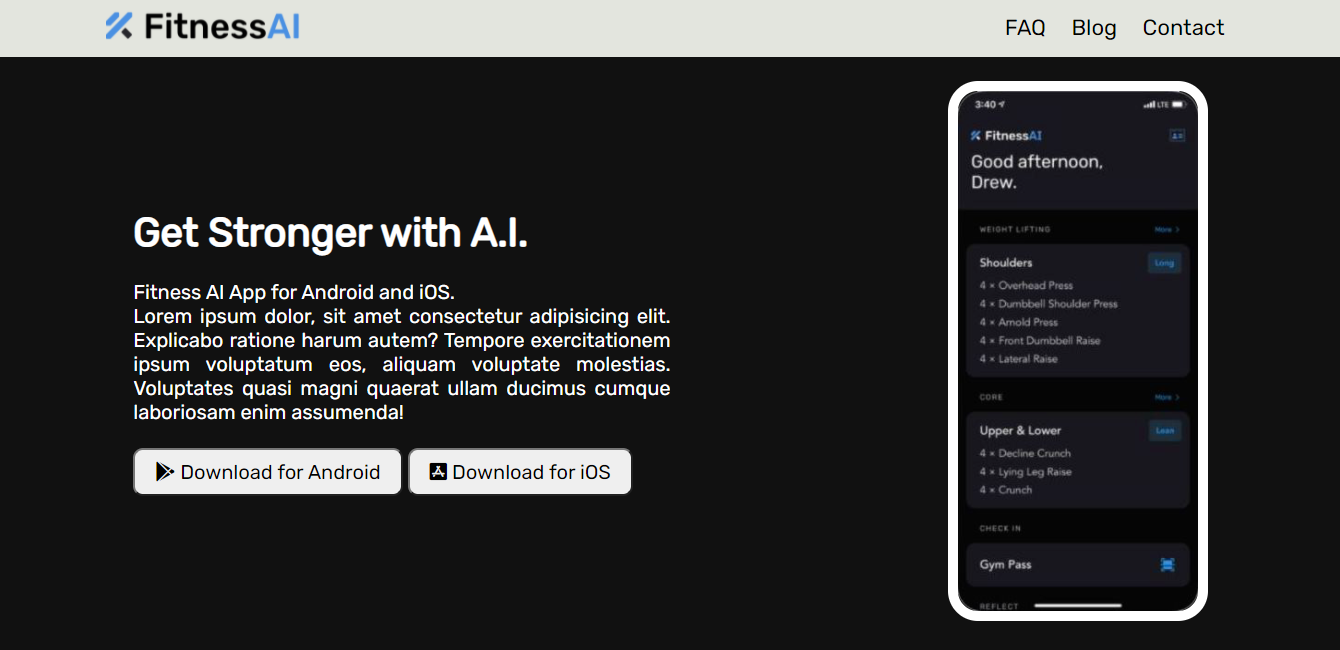 FitnessAI
FAQ Blog Contact
Get Stronger with A.I.
Fitness AI App for Android and iOS.
Lorem ipsum dolor, sit amet consectetur adipisicing elit.
Explicabo ratione harum autem? Tempore exercitationem
ipsum voluptatum eos, aliquam voluptate molestias.
Voluptates quasi magni quaerat ullam ducimus cumque
laboriosam enim assumenda!
Download for Android
Download for iOS
3:40
LTE
FitnessAI
Good afternoon,
Drew.
WEIGHT LIFTING
More >
Shoulders
Long
4 × Overhead Press
4 × Dumbbell Shoulder Press
4 × Arnold Press
4 × Front Dumbbell Raise
4 × Lateral Raise
CORE
More >
Upper & Lower
Lean
4 × Decline Crunch
4 × Lying Leg Raise
4 × Crunch
CHECK IN
Gym Pass
REFLECT